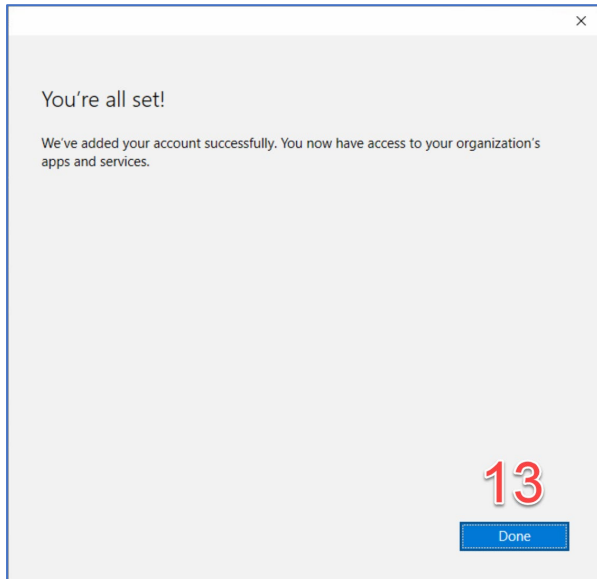 You're all set!
We've added your account successfully. You now have access to your organization's
apps and services.
13
Done